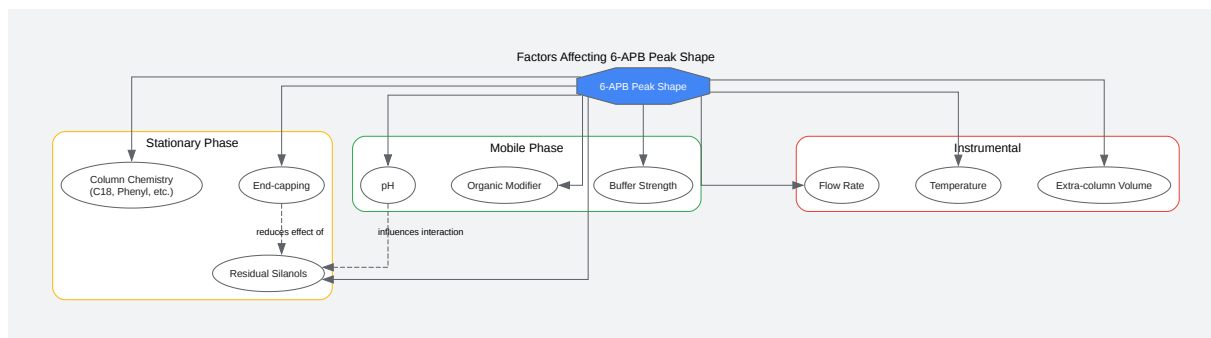 Factors Affecting 6-APB Peak Shape
6-APB Peak Shape
Stationary Phase
Column Chemistry
(C18, Phenyl, etc.)
End-capping
reduces effect of
Residual Silanols
Mobile Phase
pH
Organic Modifier
Buffer Strength
influences interaction
Instrumental
Flow Rate
Temperature
Extra-column Volume